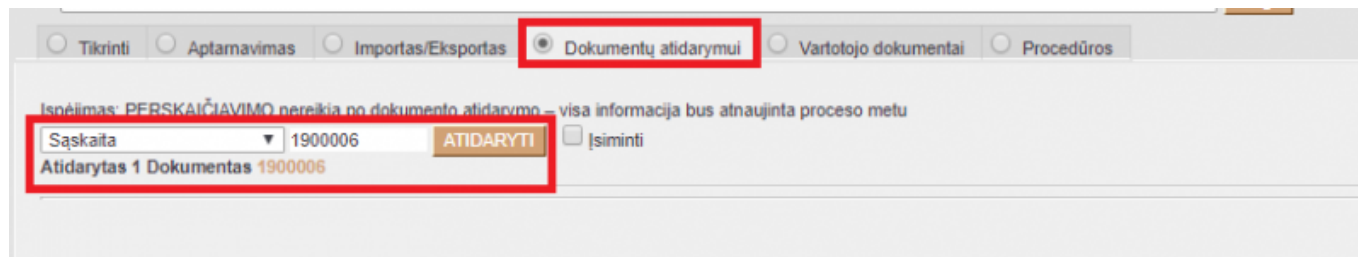 Tikrinti Aptarnavimas Importas/Eksportas Dokumentų atidarymui Vartotojo dokumentai Procedūros
Ispėjimas: PERSKAIČIAVIMO nereikia po dokumento atidarymo – visa informacija bus atnaujinta proceso metu
Sąskaita 1900006 ATIDARYTI Įsiminti
Atidarytas 1 Dokumentas 1900006